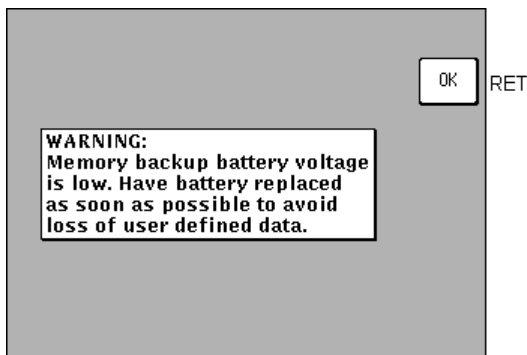 OK RET
WARNING:
Memory backup battery voltage
is low. Have battery replaced
as soon as possible to avoid
loss of user defined data.